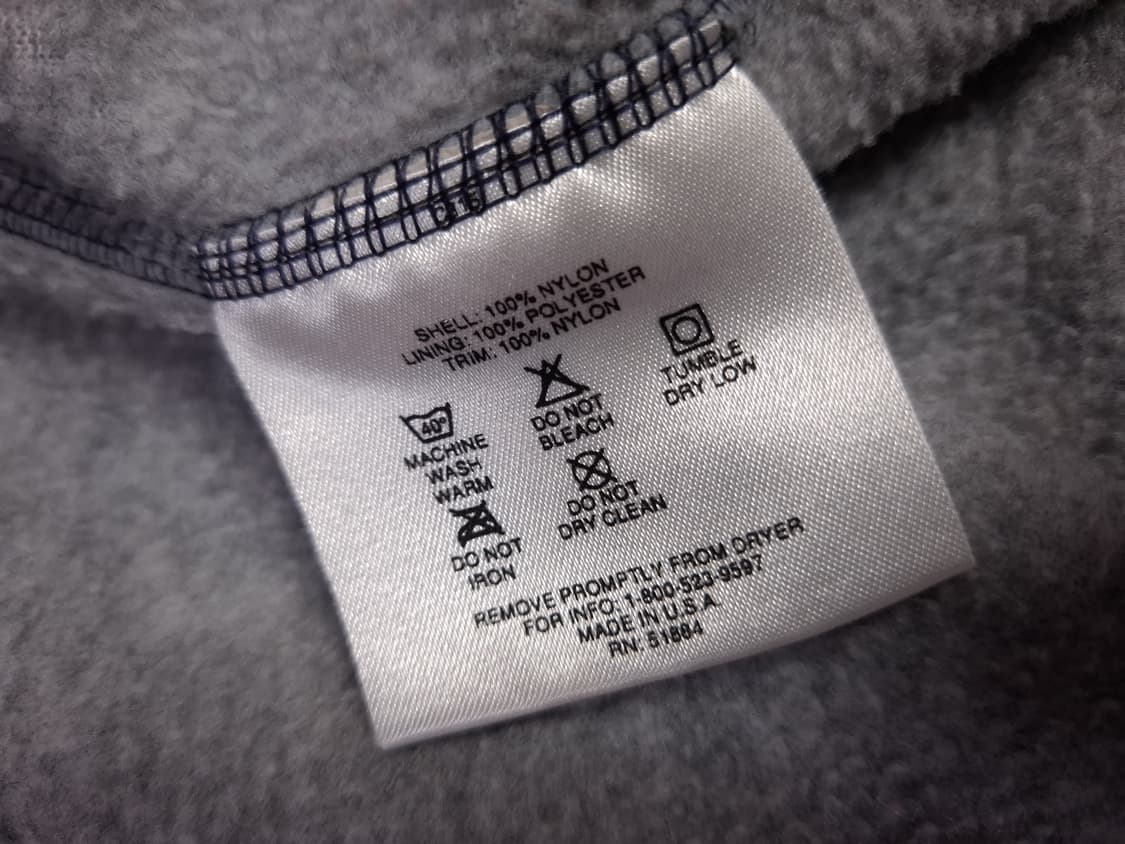 SHELL: 100% NYLON
LINING: 100% POLYESTER
TRIM: 100% NYLON
40°
MACHINE
WASH
WARM
DO NOT
BLEACH
TUMBLE
DRY LOW
DO NOT
IRON
DO NOT
DRY CLEAN
REMOVE PROMPTLY FROM DRYER
FOR INFO: 1-800-523-9597
MADE IN U.S.A.
RN: 51884